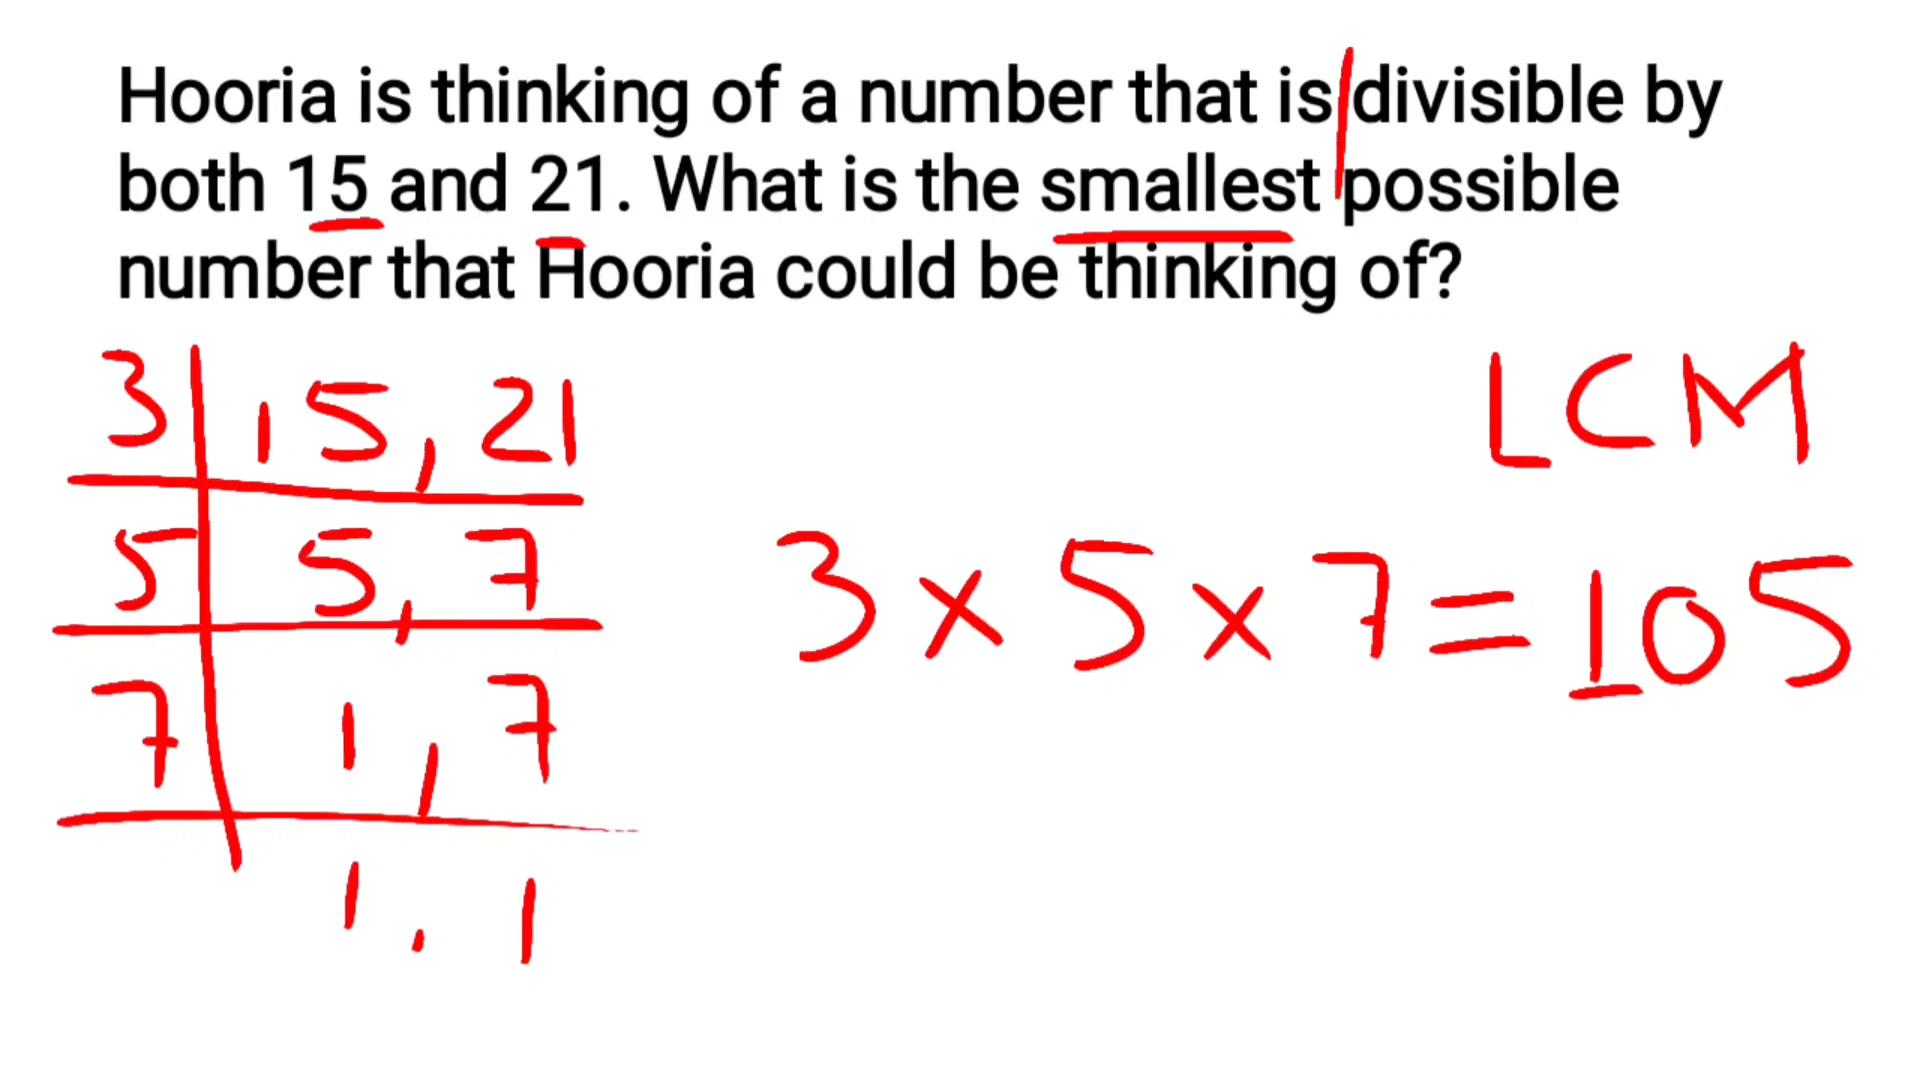 Hooria is thinking of a number that is divisible by
both 15 and 21. What is the smallest possible
number that Hooria could be thinking of?
3 15, 21
LCM
5 5, 7
3 × 5 × 7 = 105
7 1, 7
1, 1